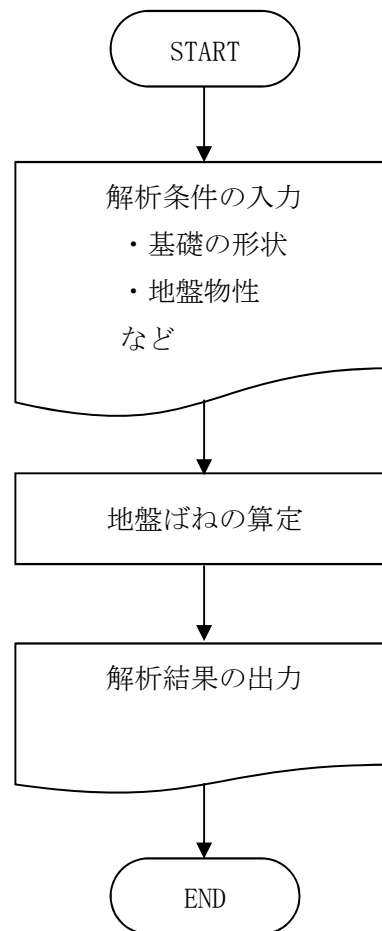 START
解析条件の入力
・基礎の形状
・地盤物性
など
地盤ばねの算定
解析結果の出力
END